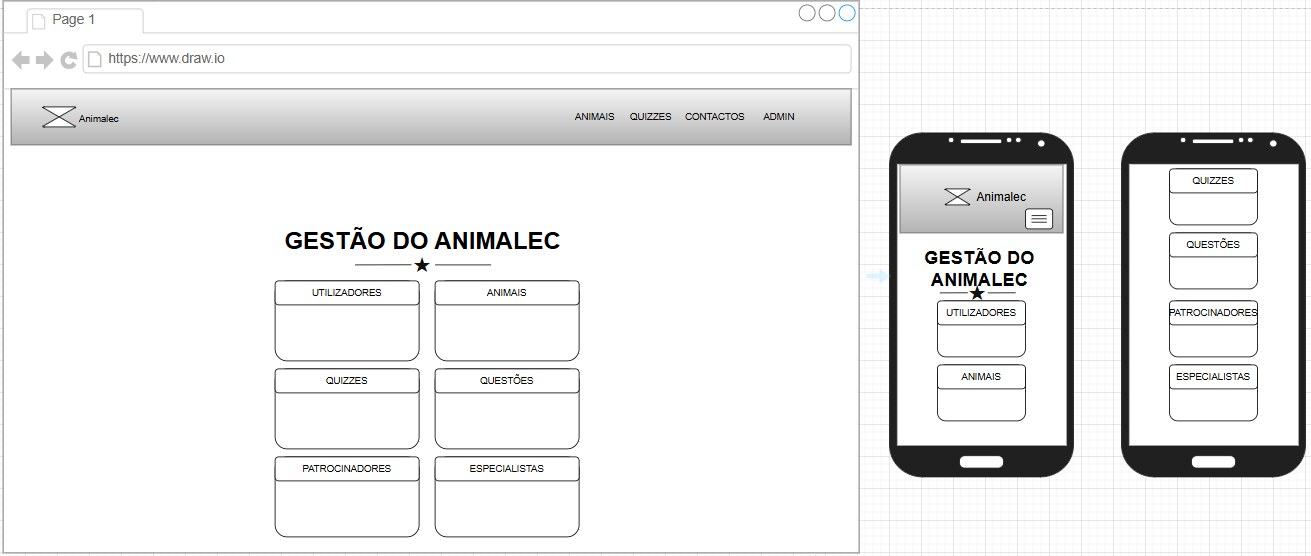 Page 1
https://www.draw.io
Animalec
ANIMAIS QUIZZES CONTACTOS ADMIN
GESTÃO DO ANIMALEC
UTILIZADORES ANIMAIS
QUIZZES QUESTÕES
PATROCINADORES ESPECIALISTAS
Animalec
GESTÃO DO
ANIMALEC
UTILIZADORES
ANIMAIS
QUIZZES
QUESTÕES
PATROCINADORES
ESPECIALISTAS